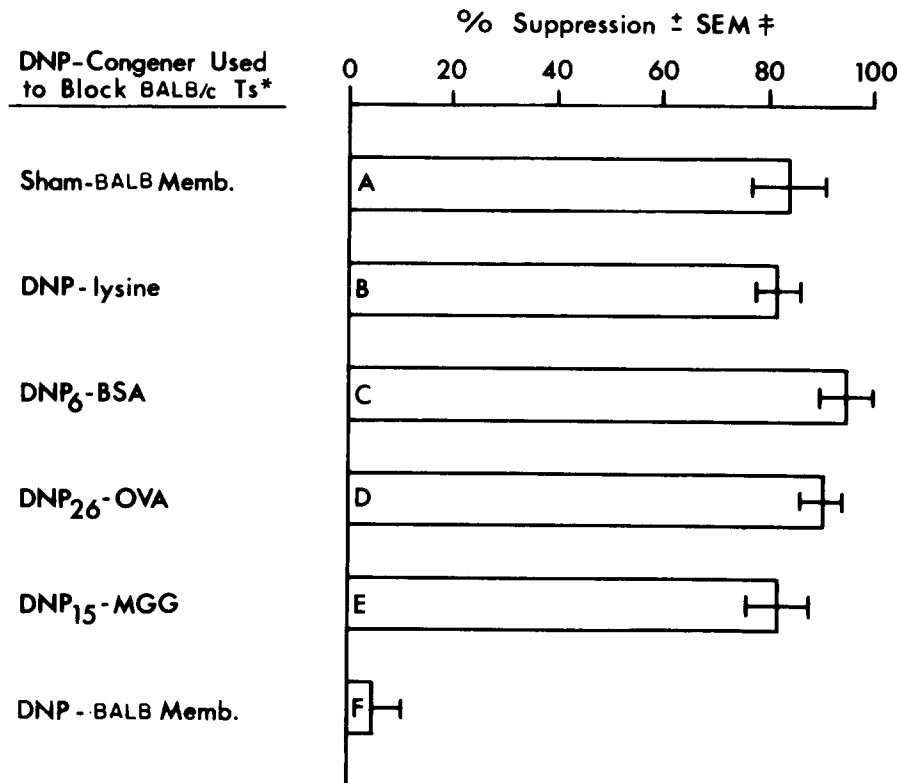 % Suppression ± SEM ‡
DNP-Congener Used
to Block BALB/c Ts*
0 20 40 60 80 100
Sham-BALB Memb. A
DNP-lysine B
DNP6-BSA C
DNP26-OVA D
DNP15-MGG E
DNP-BALB Memb. F